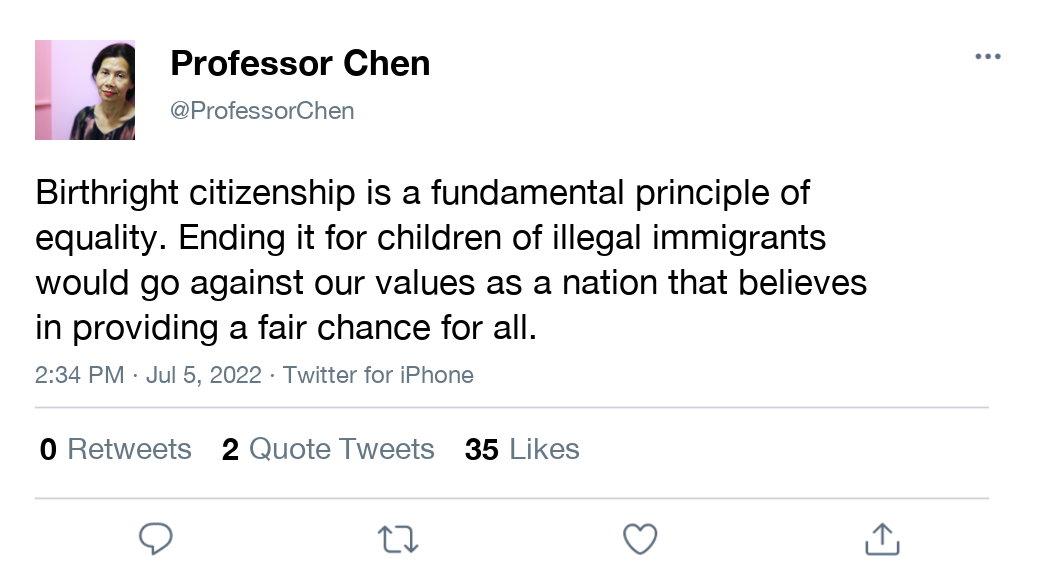 Professor Chen
@ProfessorChen
Birthright citizenship is a fundamental principle of
equality. Ending it for children of illegal immigrants
would go against our values as a nation that believes
in providing a fair chance for all.
2:34 PM · Jul 5, 2022 · Twitter for iPhone
0 Retweets 2 Quote Tweets 35 Likes